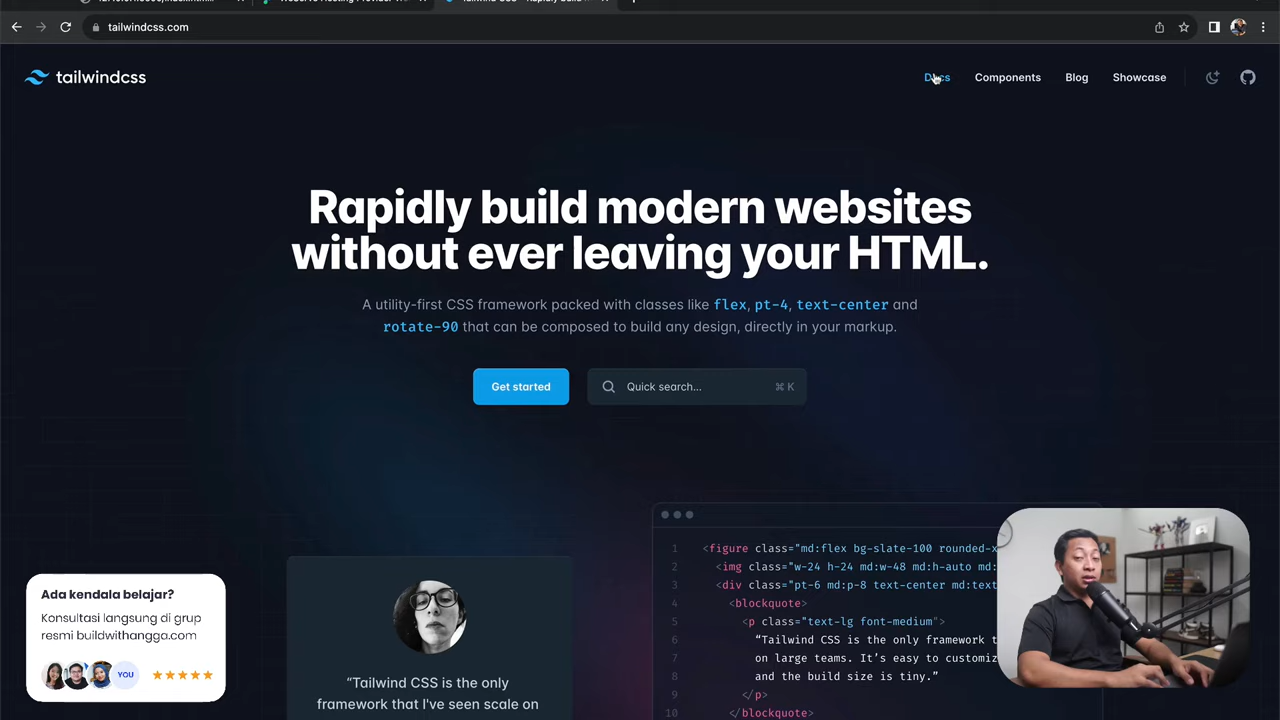 tailwindcss.com
tailwindcss
Docs
Components
Blog
Showcase
Rapidly build modern websites
without ever leaving your HTML.
A utility-first CSS framework packed with classes like flex, pt-4, text-center and
rotate-90 that can be composed to build any design, directly in your markup.
Get started
Quick search...
⌘ K
1 <figure class="md:flex bg-slate-100 rounded-x
2 <img class="w-24 h-24 md:w-48 md:h-auto md:
3 <div class="pt-6 md:p-8 text-center md:text
4 <blockquote>
5 <p class="text-lg font-medium">
6 “Tailwind CSS is the only framework t
7 on large teams. It’s easy to customiz
8 and the build size is tiny.”
9 </p>
10 </blockquote>
“Tailwind CSS is the only
framework that I've seen scale on
Ada kendala belajar?
Konsultasi langsung di grup
resmi buildwithangga.com
YOU